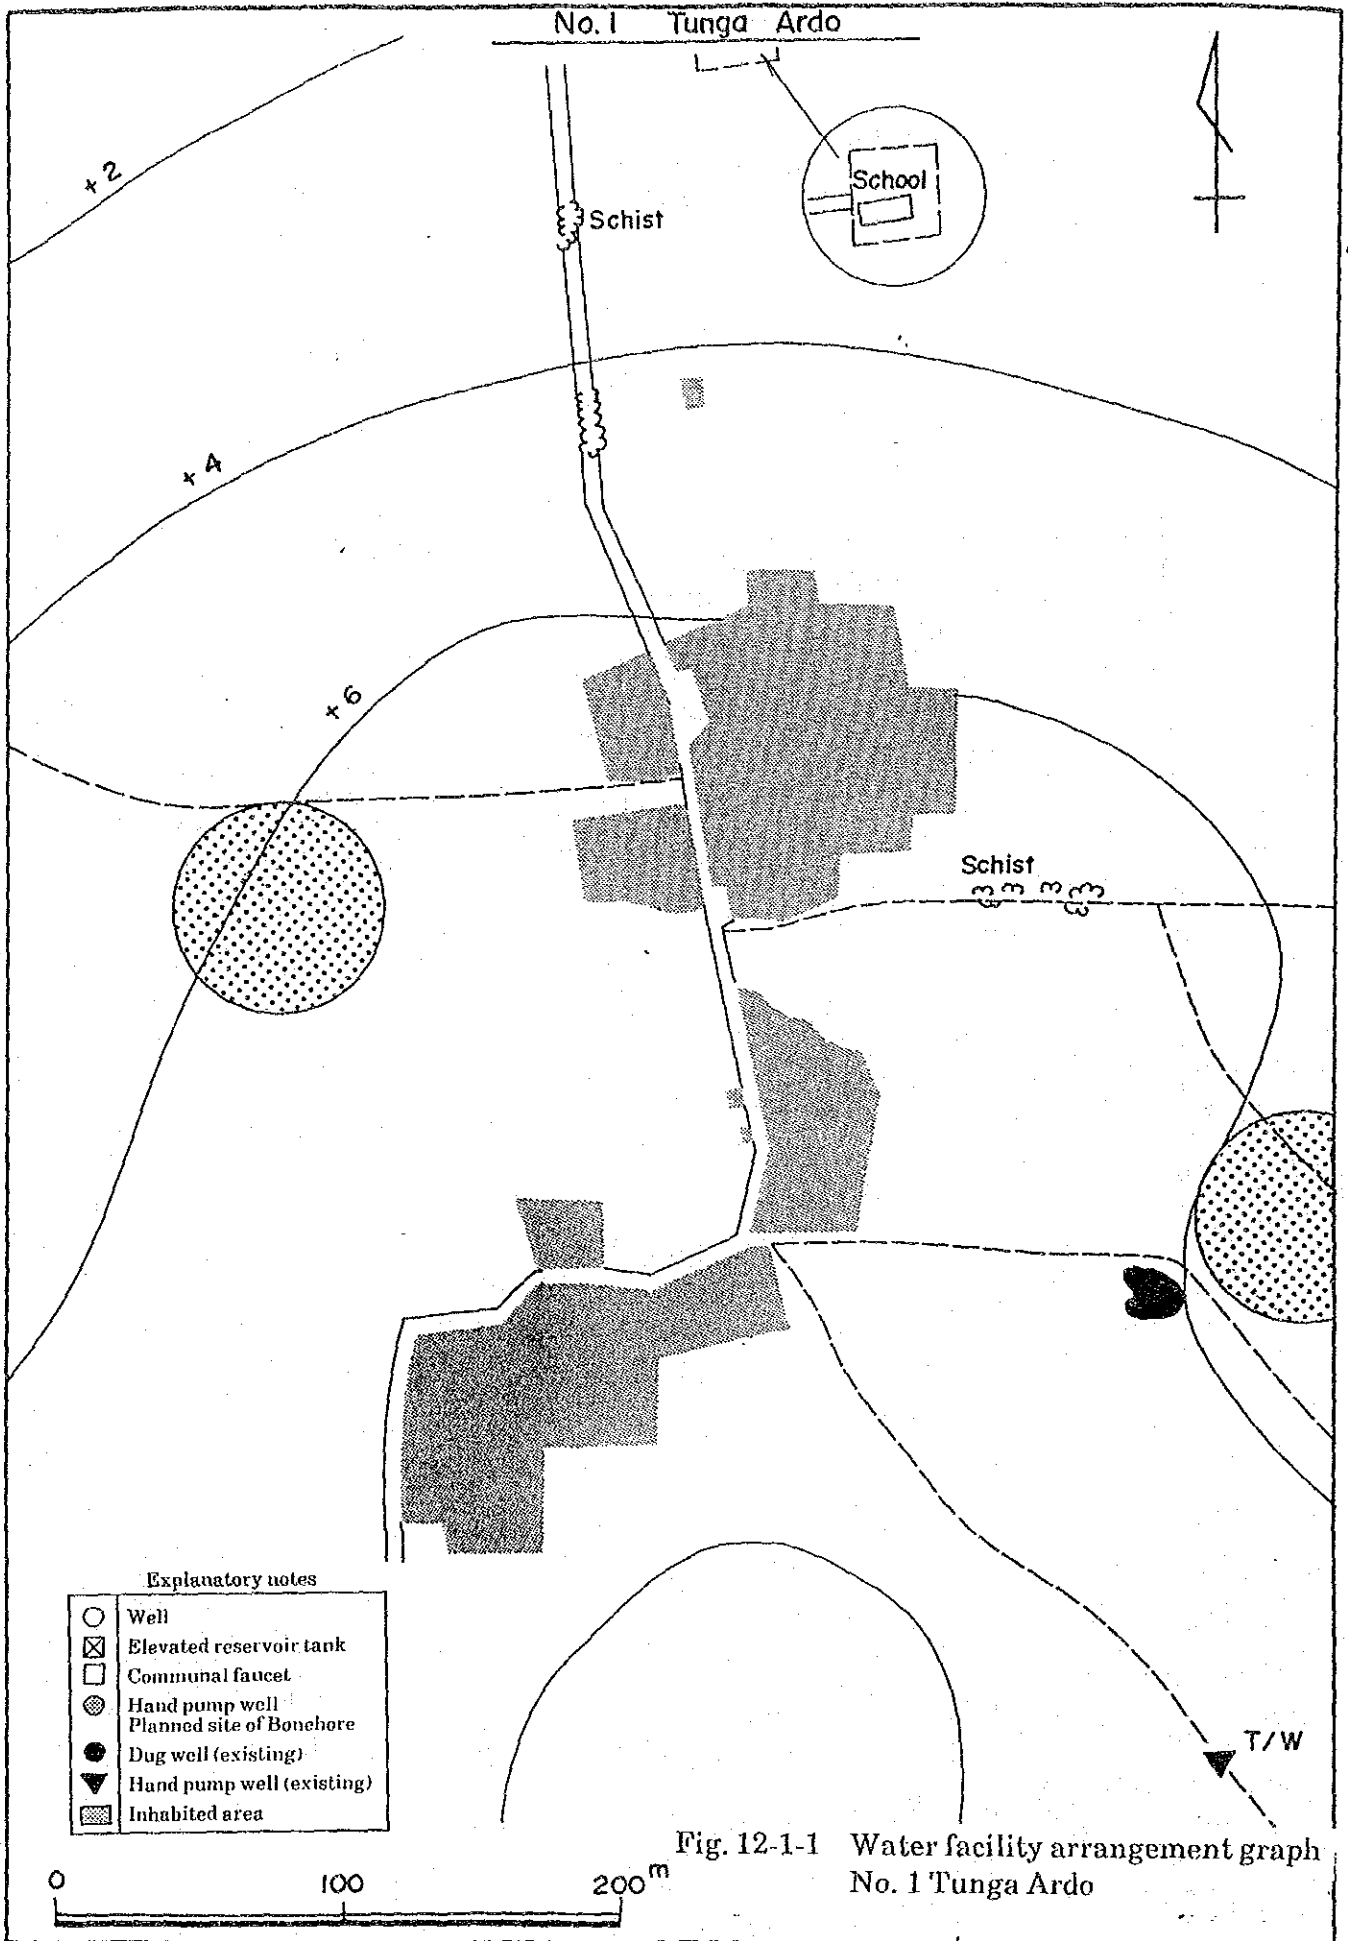 No. 1 Tunga Ardo
School
Schist
+2
+4
+6
Schist
T/W
Explanatory notes
Well
Elevated reservoir tank
Communal faucet
Hand pump well
Planned site of Bonehore
Dug well (existing)
Hand pump well (existing)
Inhabited area
Fig. 12-1-1 Water facility arrangement graph
No. 1 Tunga Ardo
0 100 200 m